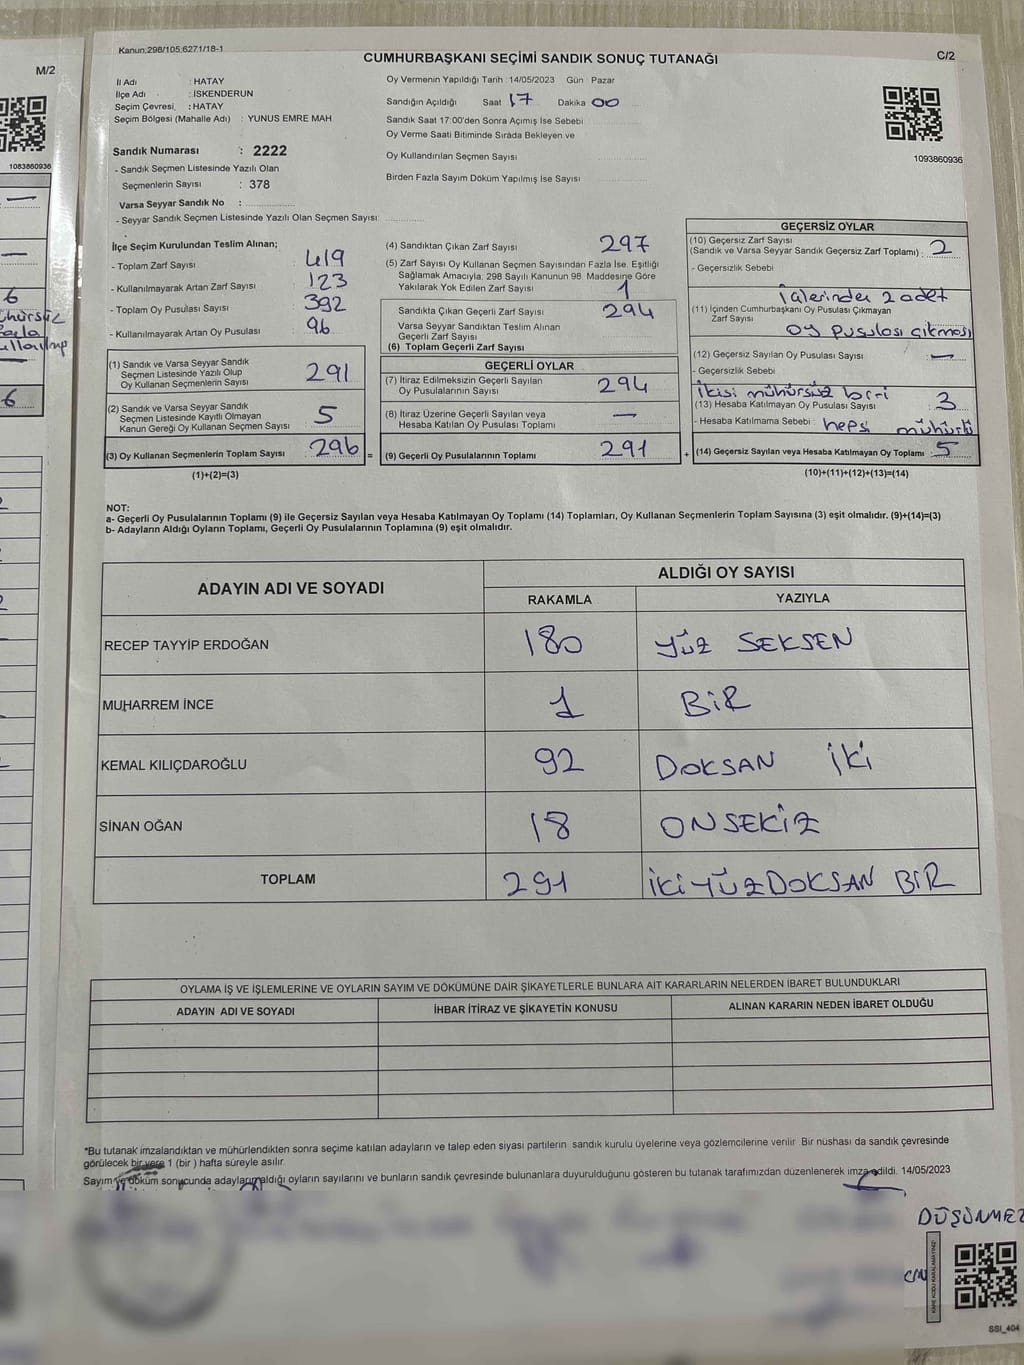 M/2
1083860936
6
6
Kanun:298/105,6271/18-1
CUMHURBAŞKANI SEÇİMİ SANDIK SONUÇ TUTANAĞI
C/2
İl Adı : HATAY
İlçe Adı : İSKENDERUN
Seçim Çevresi : HATAY
Seçim Bölgesi (Mahalle Adı) : YUNUS EMRE MAH
Sandık Numarası : 2222
- Sandık Seçmen Listesinde Yazılı Olan
Seçmenlerin Sayısı : 378
Varsa Seyyar Sandık No :
- Seyyar Sandık Seçmen Listesinde Yazılı Olan Seçmen Sayısı:
Oy Vermenin Yapıldığı Tarih : 14/05/2023 Gün : Pazar
Sandığın Açıldığı Saat 17 Dakika 00
Sandık Saat 17:00'den Sonra Açımış İse Sebebi
Oy Verme Saati Bitiminde Sırada Bekleyen ve
Oy Kullandırılan Seçmen Sayısı
Birden Fazla Sayım Döküm Yapılmış İse Sayısı
1093860936
İlçe Seçim Kurulundan Teslim Alınan;
- Toplam Zarf Sayısı 419
- Kullanılmayarak Artan Zarf Sayısı 123
- Toplam Oy Pusulası Sayısı 392
- Kullanılmayarak Artan Oy Pusulası 96
(1) Sandık ve Varsa Seyyar Sandık
Seçmen Listesinde Yazılı Olup
Oy Kullanan Seçmenlerin Sayısı 291
(2) Sandık ve Varsa Seyyar Sandık
Seçmen Listesinde Kayıtlı Olmayan
Kanun Gereği Oy Kullanan Seçmen Sayısı 5
(3) Oy Kullanan Seçmenlerin Toplam Sayısı 296 =
(1)+(2)=(3)
(4) Sandıktan Çıkan Zarf Sayısı 297
(5) Zarf Sayısı Oy Kullanan Seçmen Sayısından Fazla İse, Eşitliği
Sağlamak Amacıyla, 298 Sayılı Kanunun 98. Maddesine Göre
Yakılarak Yok Edilen Zarf Sayısı 1
Sandıkta Çıkan Geçerli Zarf Sayısı 294
Varsa Seyyar Sandıktan Teslim Alınan
Geçerli Zarf Sayısı
(6) Toplam Geçerli Zarf Sayısı
GEÇERLİ OYLAR
(7) İtiraz Edilmeksizin Geçerli Sayılan
Oy Pusulalarının Sayısı 294
(8) İtiraz Üzerine Geçerli Sayılan veya
Hesaba Katılan Oy Pusulası Toplamı —
(9) Geçerli Oy Pusulalarının Toplamı 291 +
GEÇERSİZ OYLAR
(10) Geçersiz Zarf Sayısı
(Sandık ve Varsa Seyyar Sandık Geçersiz Zarf Toplamı) : 2
- Geçersizlik Sebebi
İçlerinden 2 adet
(11) İçinden Cumhurbaşkanı Oy Pusulası Çıkmayan
Zarf Sayısı
oy pusulası çıkması
(12) Geçersiz Sayılan Oy Pusulası Sayısı —
- Geçersizlik Sebebi
İkisi mühürsüz biri
(13) Hesaba Katılmayan Oy Pusulası Sayısı 3
- Hesaba Katılmama Sebebi : hepsi mühürlü
(14) Geçersiz Sayılan veya Hesaba Katılmayan Oy Toplamı : 5
(10)+(11)+(12)+(13)=(14)
NOT:
a- Geçerli Oy Pusulalarının Toplamı (9) ile Geçersiz Sayılan veya Hesaba Katılmayan Oy Toplamı (14) Toplamları, Oy Kullanan Seçmenlerin Toplam Sayısına (3) eşit olmalıdır. (9)+(14)=(3)
b- Adayların Aldığı Oyların Toplamı, Geçerli Oy Pusulalarının Toplamına (9) eşit olmalıdır.
ADAYIN ADI VE SOYADI
ALDIĞI OY SAYISI
RAKAMLA YAZIYLA
RECEP TAYYİP ERDOĞAN 180 YÜZ SEKSEN
MUHARREM İNCE 1 BİR
KEMAL KILIÇDAROĞLU 92 DOKSAN İKİ
SİNAN OĞAN 18 ONSEKİZ
TOPLAM 291 İKİYÜZDOKSAN BİR
OYLAMA İŞ VE İŞLEMLERİNE VE OYLARIN SAYIM VE DÖKÜMÜNE DAİR ŞİKAYETLERLE BUNLARA AİT KARARLARIN NELERDEN İBARET BULUNDUKLARI
ADAYIN ADI VE SOYADI İHBAR İTİRAZ VE ŞİKAYETİN KONUSU ALINAN KARARIN NEDEN İBARET OLDUĞU
*Bu tutanak imzalandıktan ve mühürlendikten sonra seçime katılan adayların ve talep eden siyasi partilerin sandık kurulu üyelerine veya gözlemcilerine verilir. Bir nüshası da sandık çevresinde
görülecek bir yere 1 (bir) hafta süreyle asılır.
Sayım ve döküm sonucunda adayların aldığı oyların sayılarını ve bunların sandık çevresinde bulunanlara duyurulduğunu gösteren bu tutanak tarafımızdan düzenlenerek imza edildi. 14/05/2023
DÜŞÜNMEZ
KARE KODU KARALAMAYINIZ
SSI_404